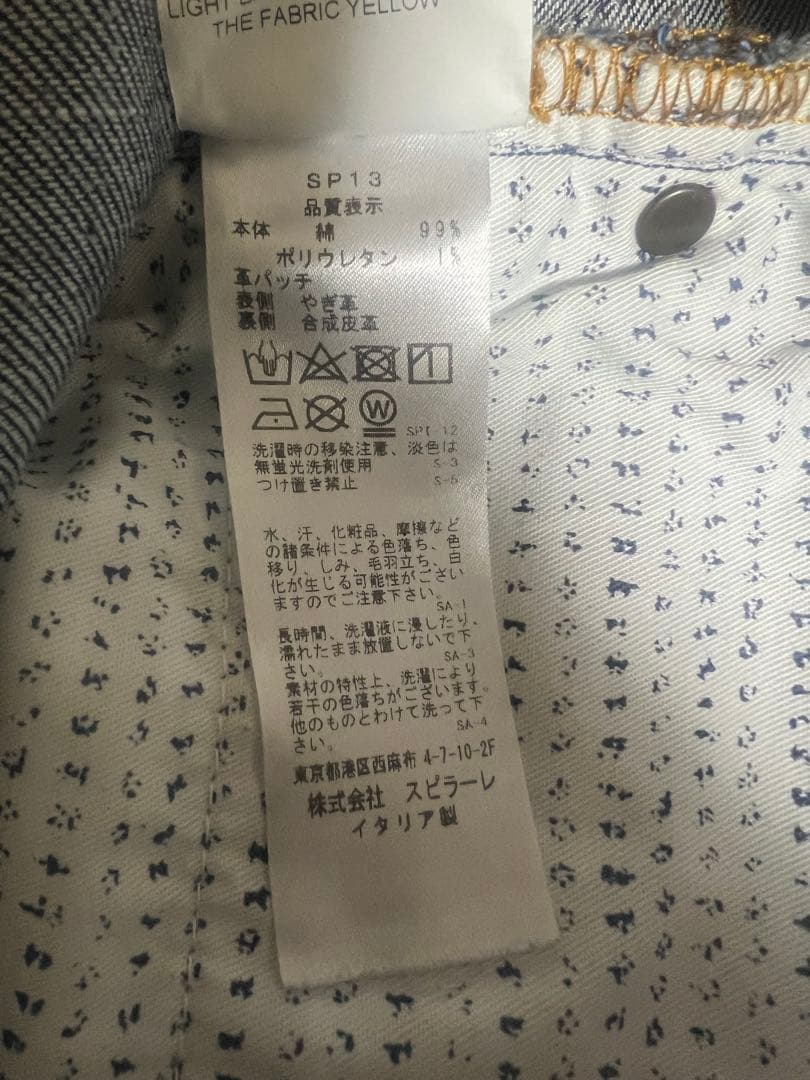 LIGHT
THE FABRIC YELLOW
SP13
品質表示
本体 綿 99%
ポリウレタン 1%
革パッチ
表側 やぎ革
裏側 合成皮革
W
SPI-12
洗濯時の移染注意、淡色は
無蛍光洗剤使用 S-3
つけ置き禁止 S-5
水、汗、化粧品、摩擦など
の諸条件による色落ち、色
移り、しみ、毛羽立ち、白
化が生じる可能性がござい
ますのでご注意下さい。
SA-1
長時間、洗濯液に浸したり、
濡れたまま放置しないで下
さい。 SA-3
素材の特性上、洗濯により
若干の色落ちがございます。
他のものとわけて洗って下
さい。 SA-4
東京都港区西麻布 4-7-10-2F
株式会社 スピラーレ
イタリア製